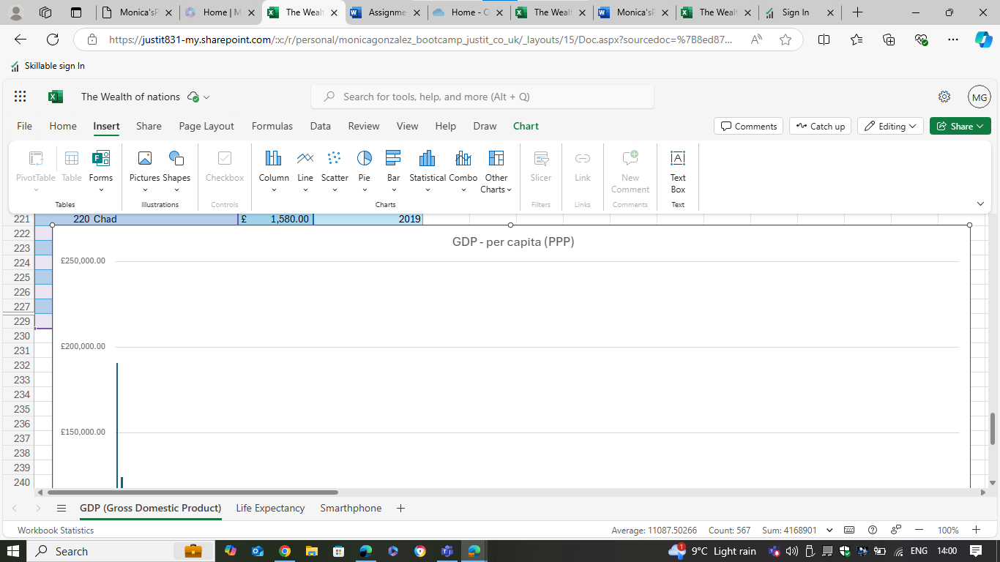 Monica'sP
Home | M
The Wealt
Assignme
Home - O
The Wealt
Monica'sP
The Wealt
Sign In
https://justit831-my.sharepoint.com/:x:/r/personal/monicagonzalez_bootcamp_justit_co_uk/_layouts/15/Doc.aspx?sourcedoc=%7B8ed87...
Skillable sign In
The Wealth of nations
Search for tools, help, and more (Alt + Q)
MG
File Home Insert Share Page Layout Formulas Data Review View Help Draw Chart
Comments Catch up Editing Share
PivotTable Table Forms Pictures Shapes Checkbox Column Line Scatter Pie Bar Statistical Combo Other Charts Slicer Link New Comment Text Box
Tables Illustrations Controls Charts Filters Links Comments Text
221 220 Chad £ 1,580.00 2019
222
GDP - per capita (PPP)
223
£250,000.00
224
225
226
227
229
230
£200,000.00
231
232
233
234
235
236
£150,000.00
237
238
239
240
GDP (Gross Domestic Product) Life Expectancy Smarthphone
Workbook Statistics Average: 11087.50266 Count: 567 Sum: 4168901 100%
Search 1 9°C Light rain ENG 14:00